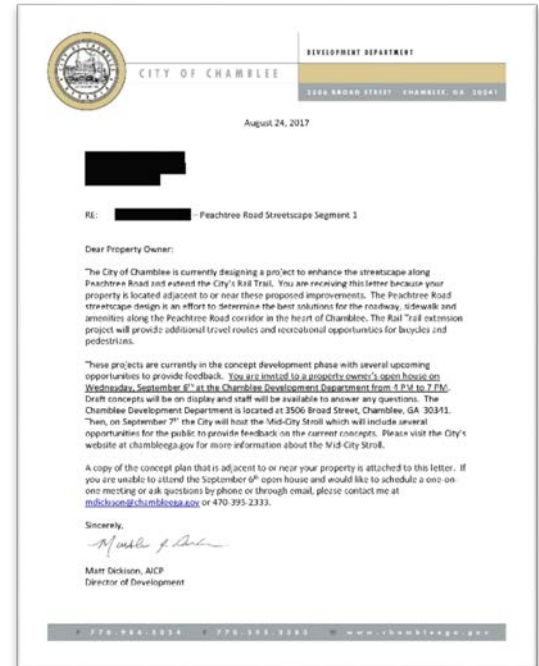 DEVELOPMENT DEPARTMENT
CITY OF CHAMBLEE
3506 BROAD STREET CHAMBLEE, GA 30341
August 24, 2017
RE: – Peachtree Road Streetscape Segment 1
Dear Property Owner:
The City of Chamblee is currently designing a project to enhance the streetscape along
Peachtree Road and extend the City's Rail Trail. You are receiving this letter because your
property is located adjacent to or near these proposed improvements. The Peachtree Road
streetscape design is an effort to determine the best solutions for the roadway, sidewalk and
amenities along the Peachtree Road corridor in the heart of Chamblee. The Rail Trail extension
project will provide additional travel routes and recreational opportunities for bicycles and
pedestrians.
These projects are currently in the concept development phase with several upcoming
opportunities to provide feedback. You are invited to a property owner's open house on
Wednesday, September 6th at the Chamblee Development Department from 4 PM to 7 PM.
Draft concepts will be on display and staff will be available to answer any questions. The
Chamblee Development Department is located at 3506 Broad Street, Chamblee, GA 30341.
Then, on September 7th the City will host the Mid-City Stroll which will include several
opportunities for the public to provide feedback on the current concepts. Please visit the City's
website at chambleega.gov for more information about the Mid-City Stroll.
A copy of the concept plan that is adjacent to or near your property is attached to this letter. If
you are unable to attend the September 6th open house and would like to schedule a one-on-
one meeting or ask questions by phone or through email, please contact me at
mdickison@chambleega.gov or 470-395-2333.
Sincerely,
Matt Dickison, AICP
Director of Development
www.chambleega.gov